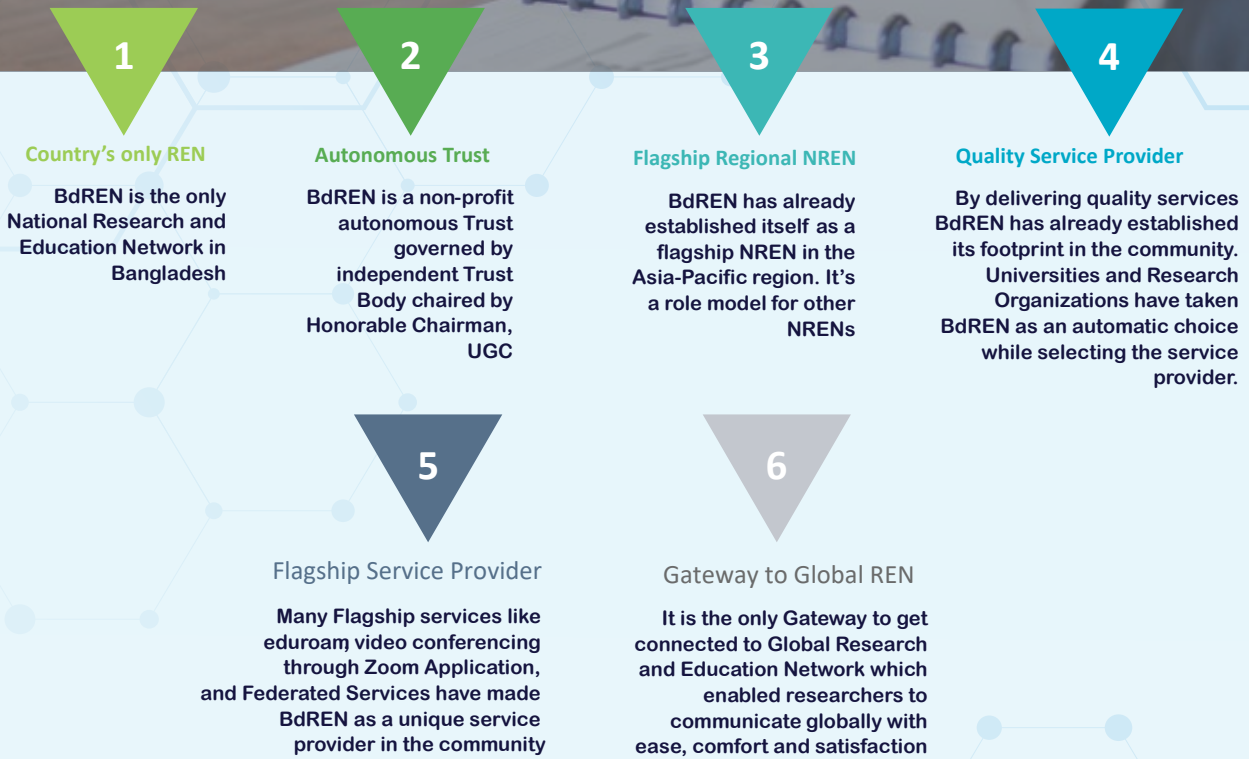 1
Country's only REN
BdREN is the only
National Research and
Education Network in
Bangladesh
2
Autonomous Trust
BdREN is a non-profit
autonomous Trust
governed by
independent Trust
Body chaired by
Honorable Chairman,
UGC
3
Flagship Regional NREN
BdREN has already
established itself as a
flagship NREN in the
Asia-Pacific region. It's
a role model for other
NRENs
4
Quality Service Provider
By delivering quality services
BdREN has already established
its footprint in the community.
Universities and Research
Organizations have taken
BdREN as an automatic choice
while selecting the service
provider.
5
Flagship Service Provider
Many Flagship services like
eduroam, video conferencing
through Zoom Application,
and Federated Services have made
BdREN as a unique service
provider in the community
6
Gateway to Global REN
It is the only Gateway to get
connected to Global Research
and Education Network which
enabled researchers to
communicate globally with
ease, comfort and satisfaction